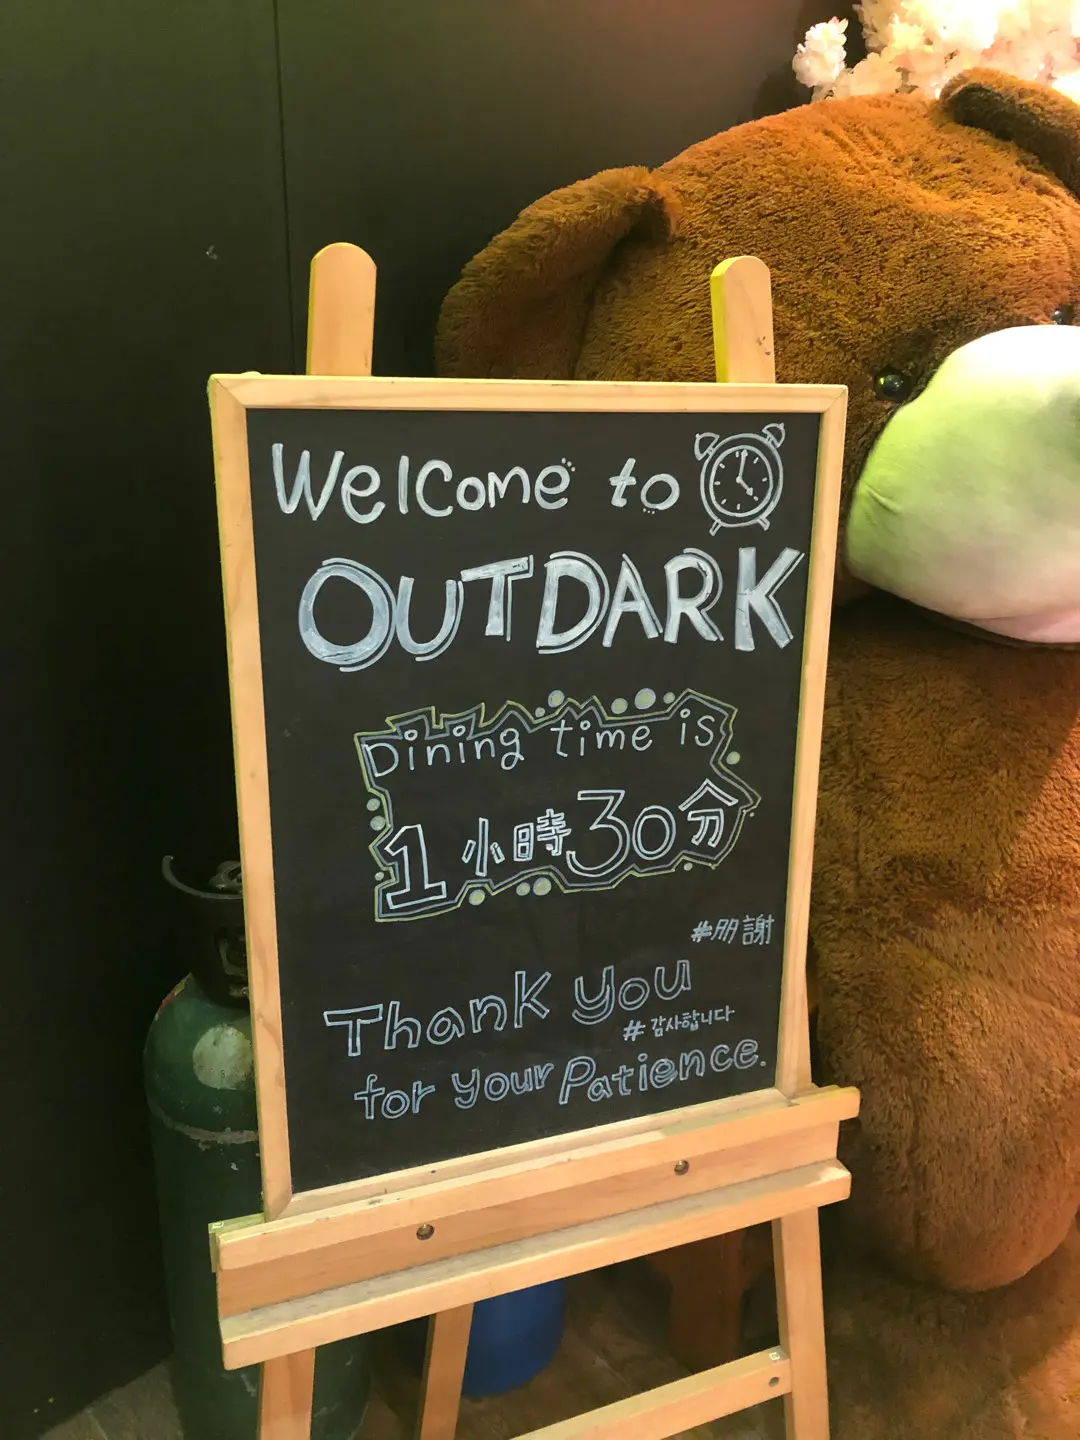 Welcome to
OUTDARK
Dining time is
1小時30分
#朋謝
Thank you
#감사합니다
for your Patience.